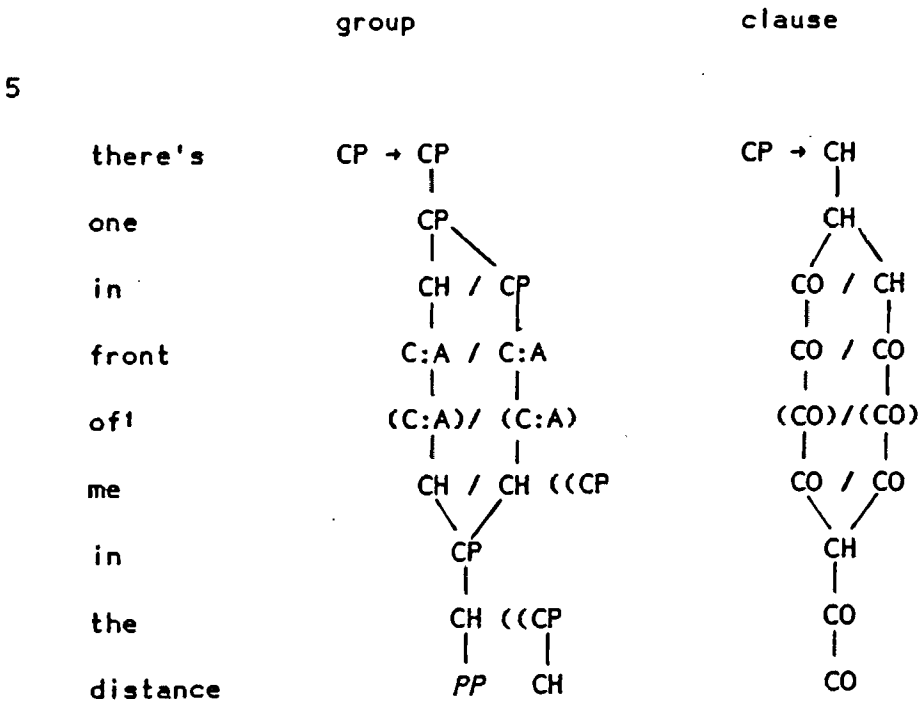 group clause
5
there's CP → CP CP → CH
one CP CH
in CH / CP CO / CH
front C:A / C:A CO / CO
of¹ (C:A)/ (C:A) (CO)/(CO)
me CH / CH ((CP CO / CO
in CP CH
the CH ((CP CO
distance PP CH CO